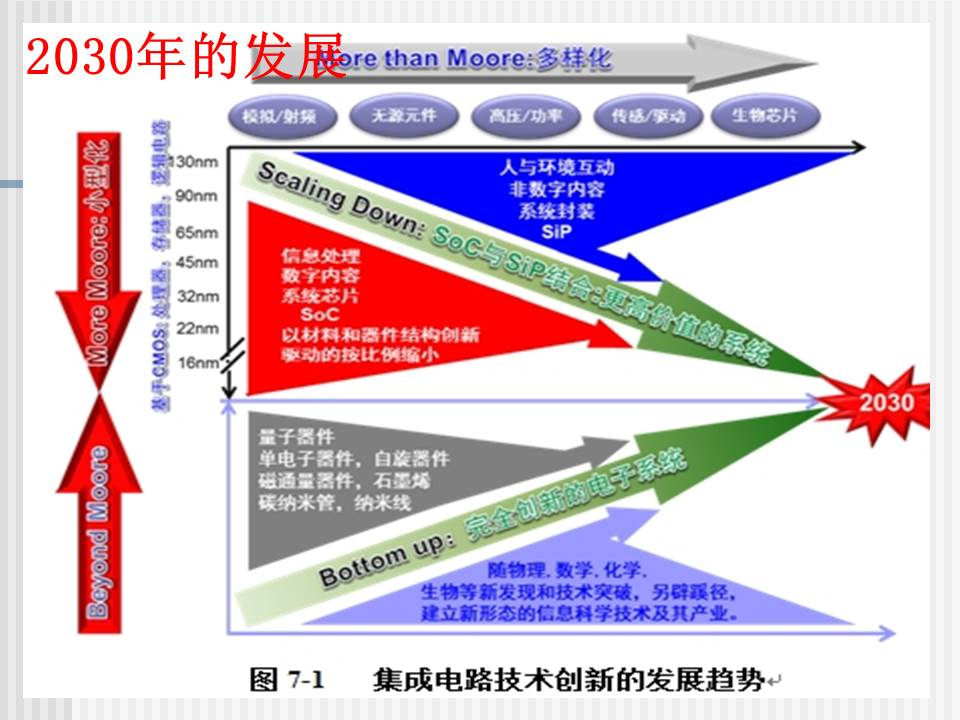 2030年的发展
More than Moore:多样化
模拟/射频
无源元件
高压/功率
传感/驱动
生物芯片
More Moore: 小型化
基于CMOS: 处理器，存储器，逻辑电路
130nm
90nm
65nm
45nm
32nm
22nm
16nm
Scaling Down: SoC与SiP结合:更高价值的系统
人与环境互动
非数字内容
系统封装
SiP
信息处理
数字内容
系统芯片
SoC
以材料和器件结构创新
驱动的按比例缩小
2030
Beyond Moore
量子器件
单电子器件，自旋器件
磁通量器件，石墨烯
碳纳米管，纳米线
Bottom up：完全创新的电子系统
随物理.数学.化学.
生物等新发现和技术突破，另辟蹊径，
建立新形态的信息科学技术及其产业。
图 7-1 集成电路技术创新的发展趋势↵